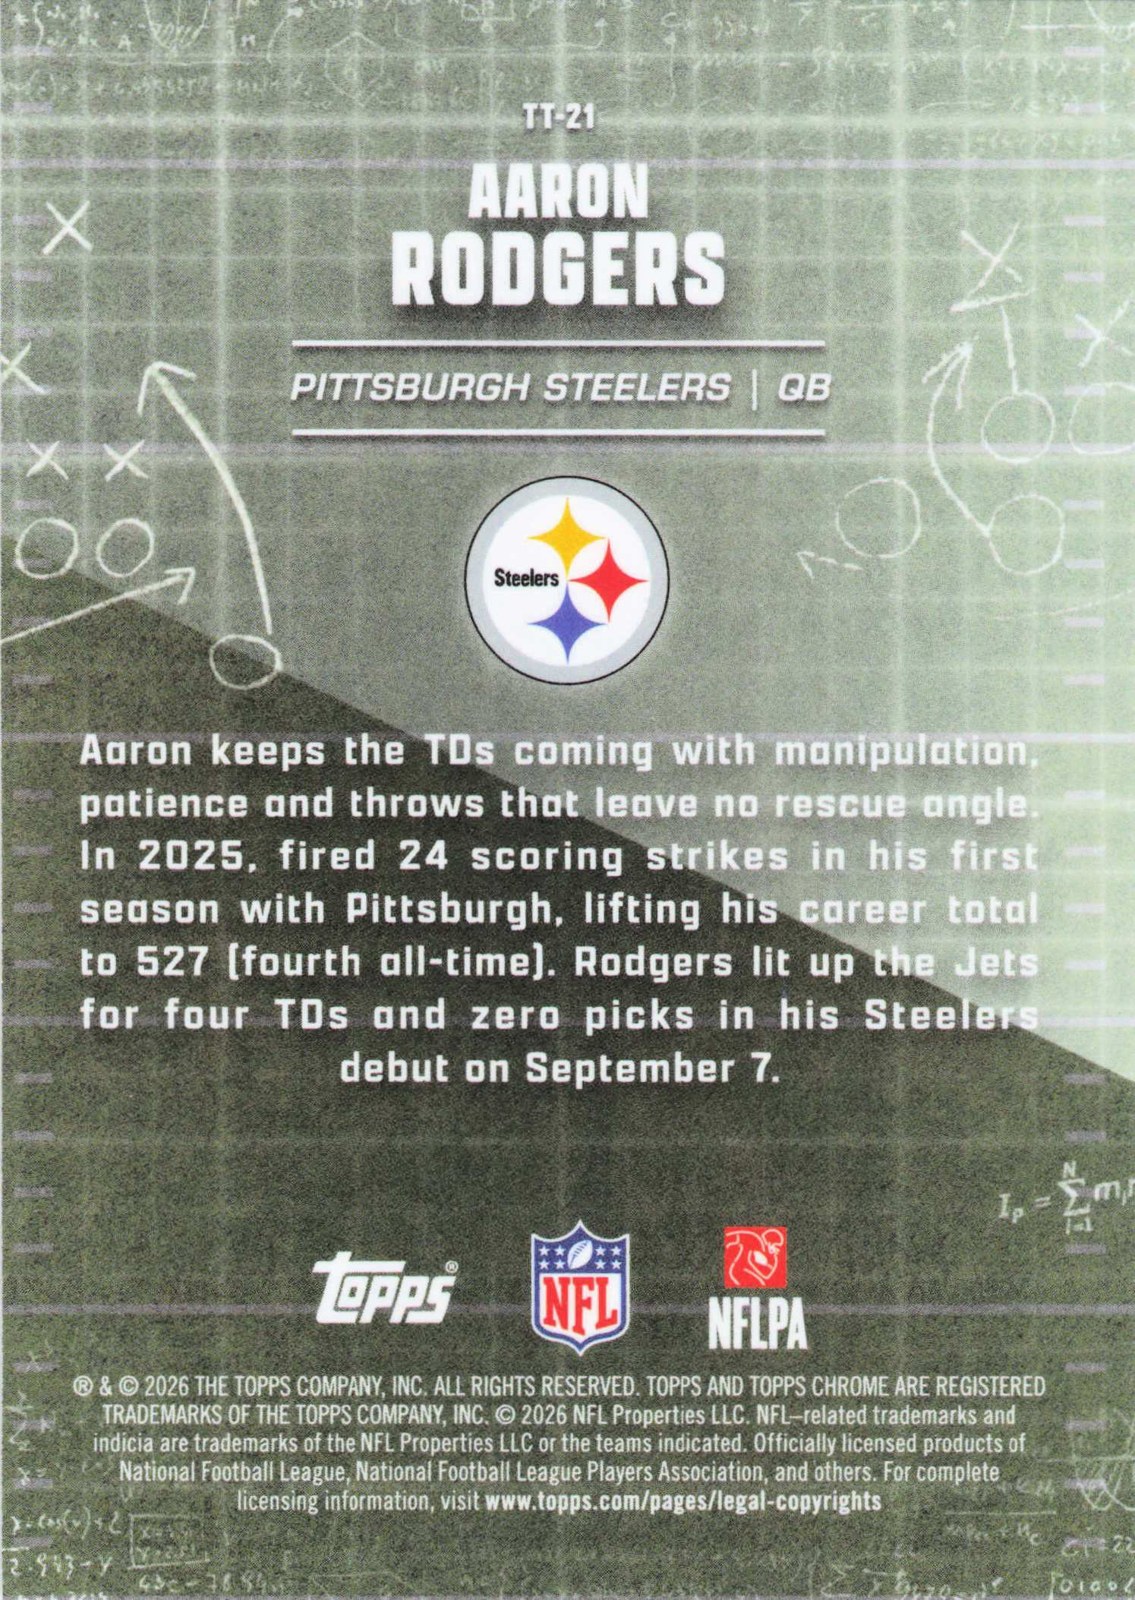 TT-21
AARON
RODGERS
PITTSBURGH STEELERS | QB
Steelers
Aaron keeps the TDs coming with manipulation,
patience and throws that leave no rescue angle.
In 2025, fired 24 scoring strikes in his first
season with Pittsburgh, lifting his career total
to 527 (fourth all-time). Rodgers lit up the Jets
for four TDs and zero picks in his Steelers
debut on September 7.
topps®
NFL
NFLPA
® & © 2026 THE TOPPS COMPANY, INC. ALL RIGHTS RESERVED. TOPPS AND TOPPS CHROME ARE REGISTERED
TRADEMARKS OF THE TOPPS COMPANY, INC. © 2026 NFL Properties LLC. NFL–related trademarks and
indicia are trademarks of the NFL Properties LLC or the teams indicated. Officially licensed products of
National Football League, National Football League Players Association, and others. For complete
licensing information, visit www.topps.com/pages/legal-copyrights